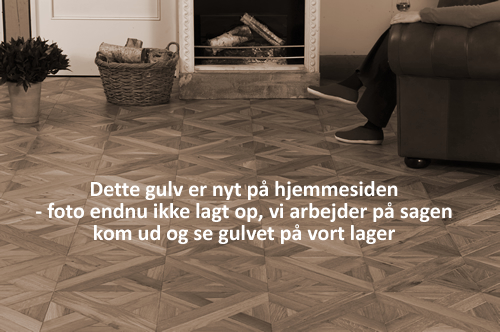 Dette gulv er nyt på hjemmesiden
- foto endnu ikke lagt op, vi arbejder på sagen
kom ud og se gulvet på vort lager